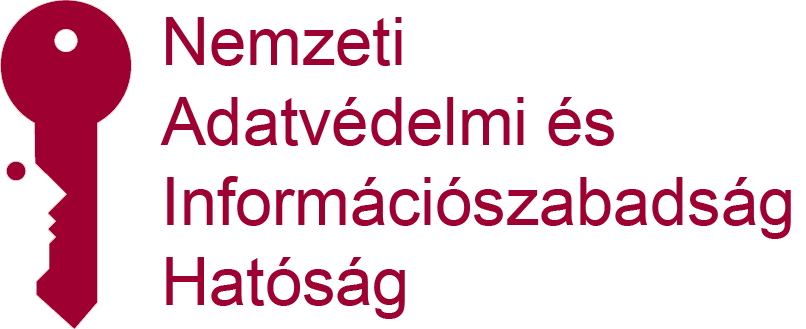 Nemzeti
Adatvédelmi és
Információszabadság
Hatóság